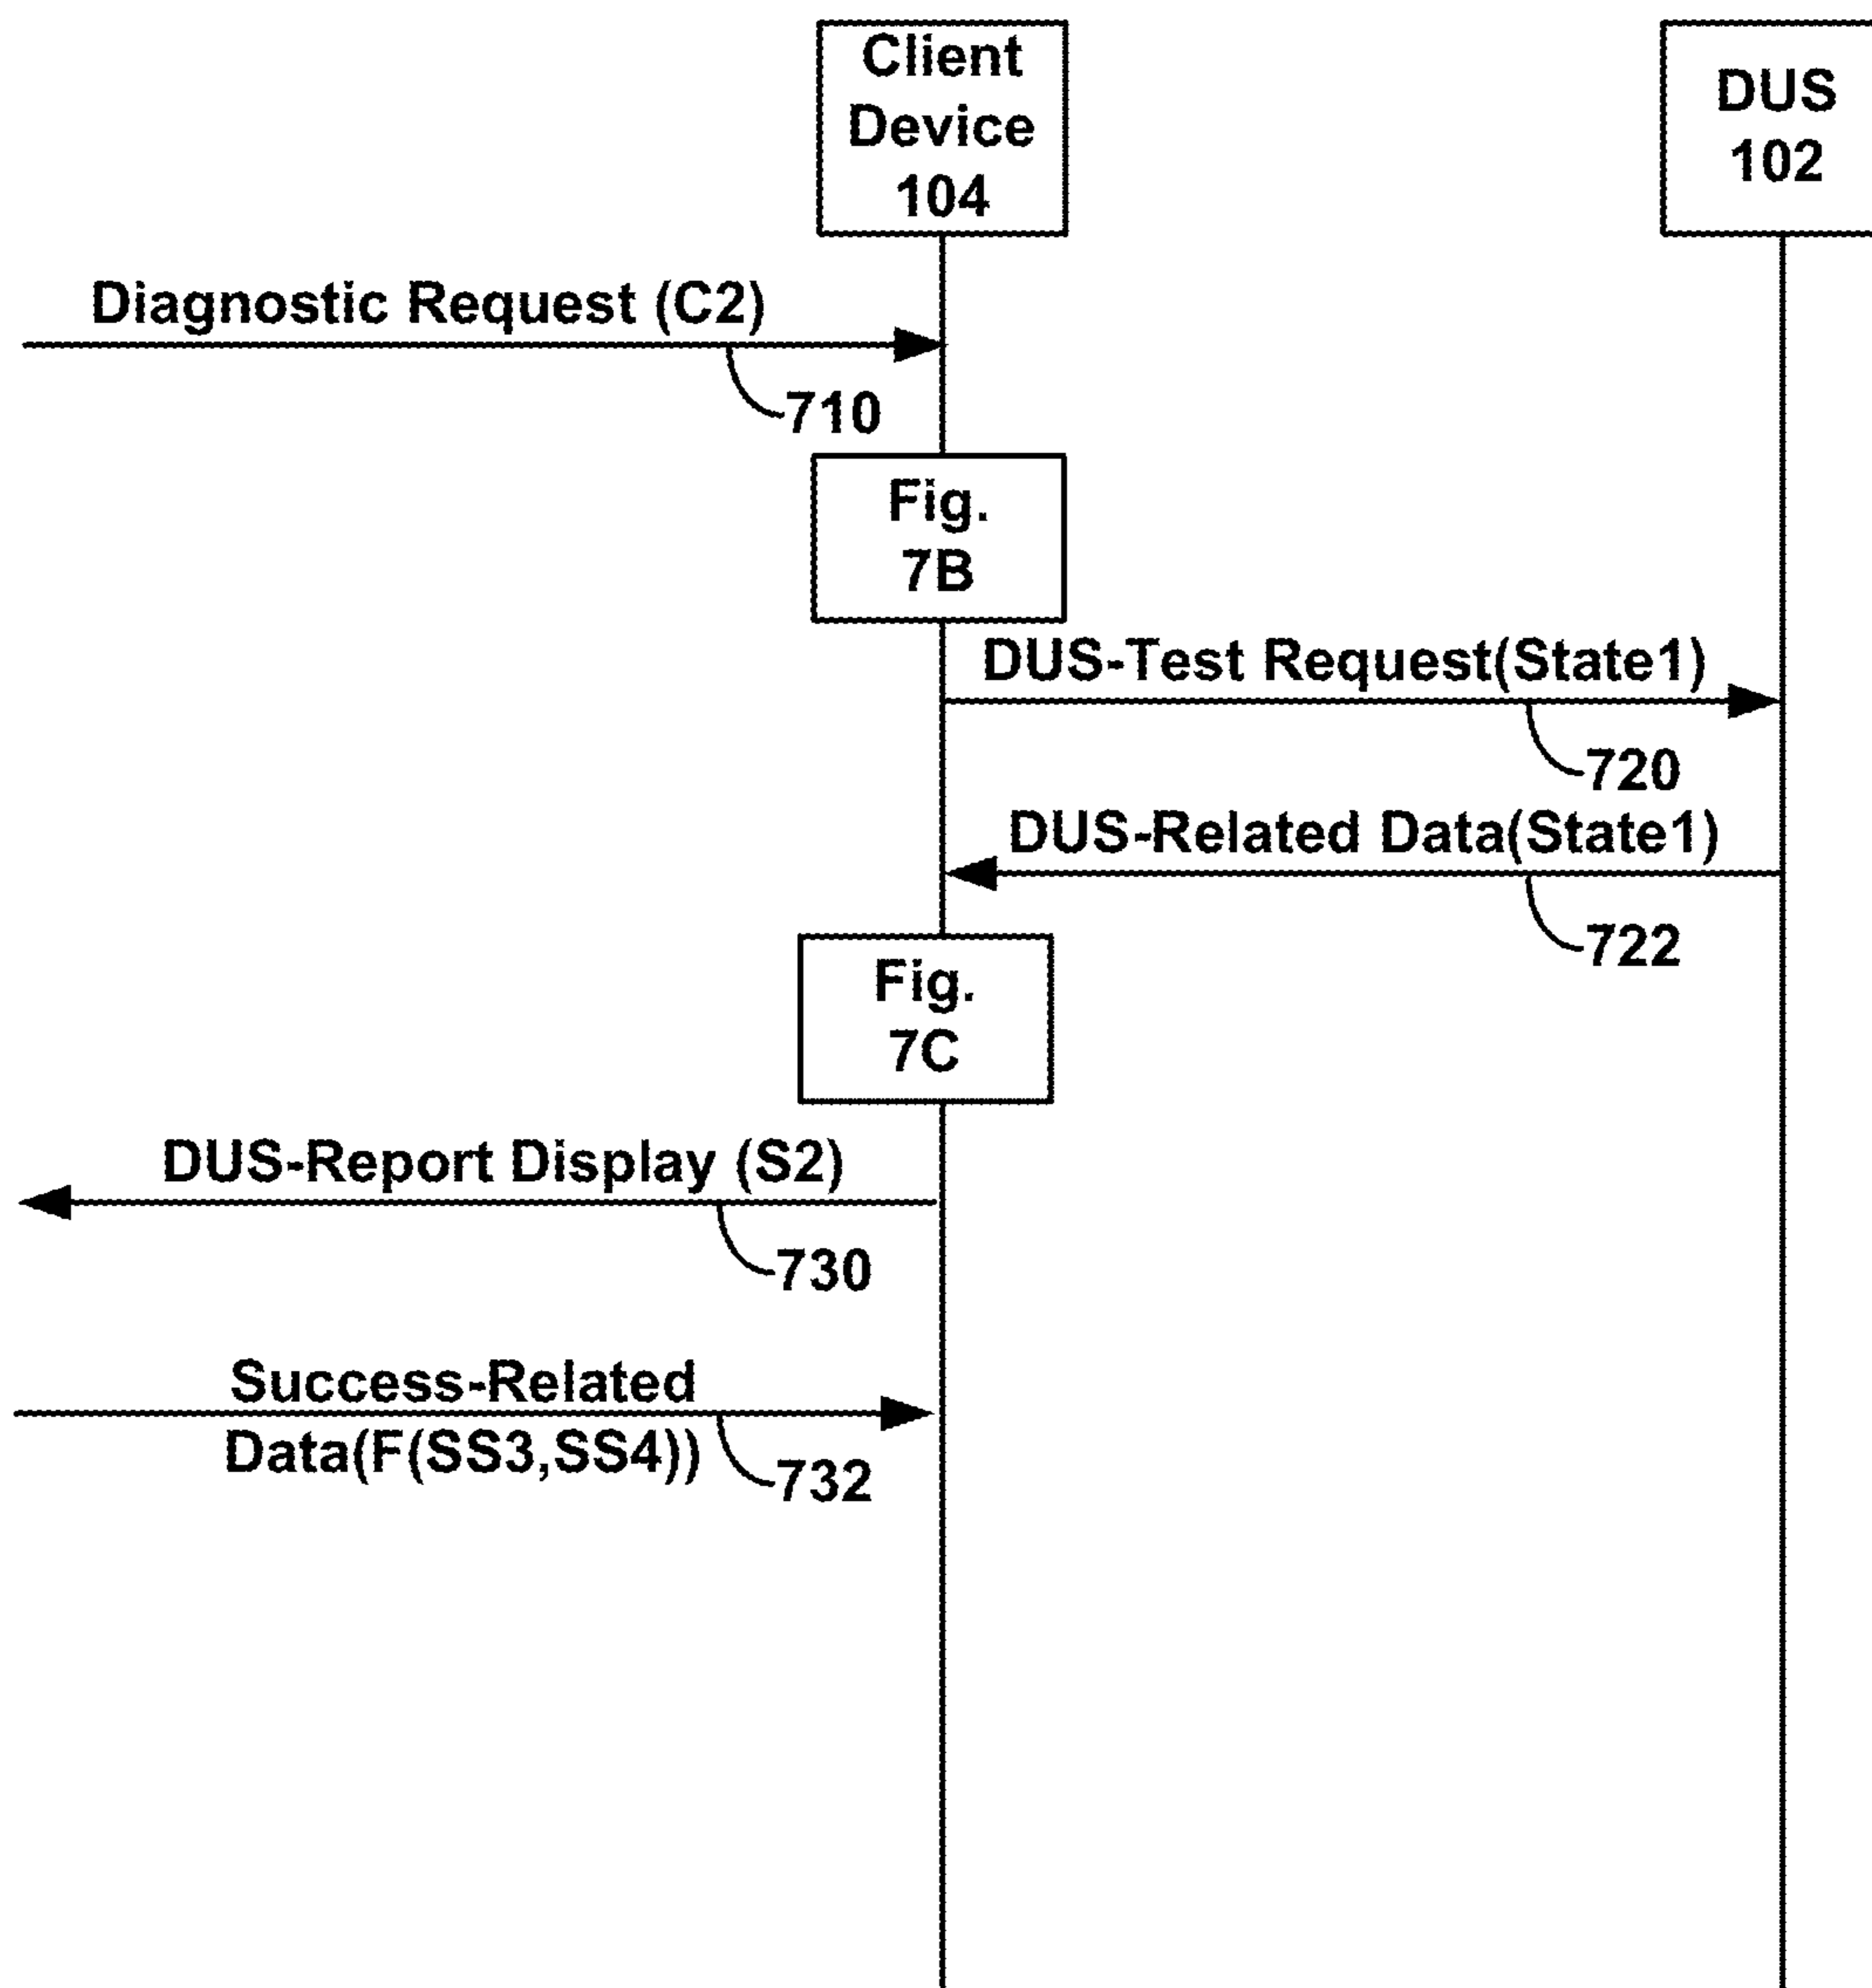 Client
Device
104
DUS
102
Diagnostic Request (C2)
710
Fig.
7B
DUS-Test Request(State1)
720
DUS-Related Data(State1)
722
Fig.
7C
DUS-Report Display (S2)
730
Success-Related
Data(F(SS3,SS4))
732